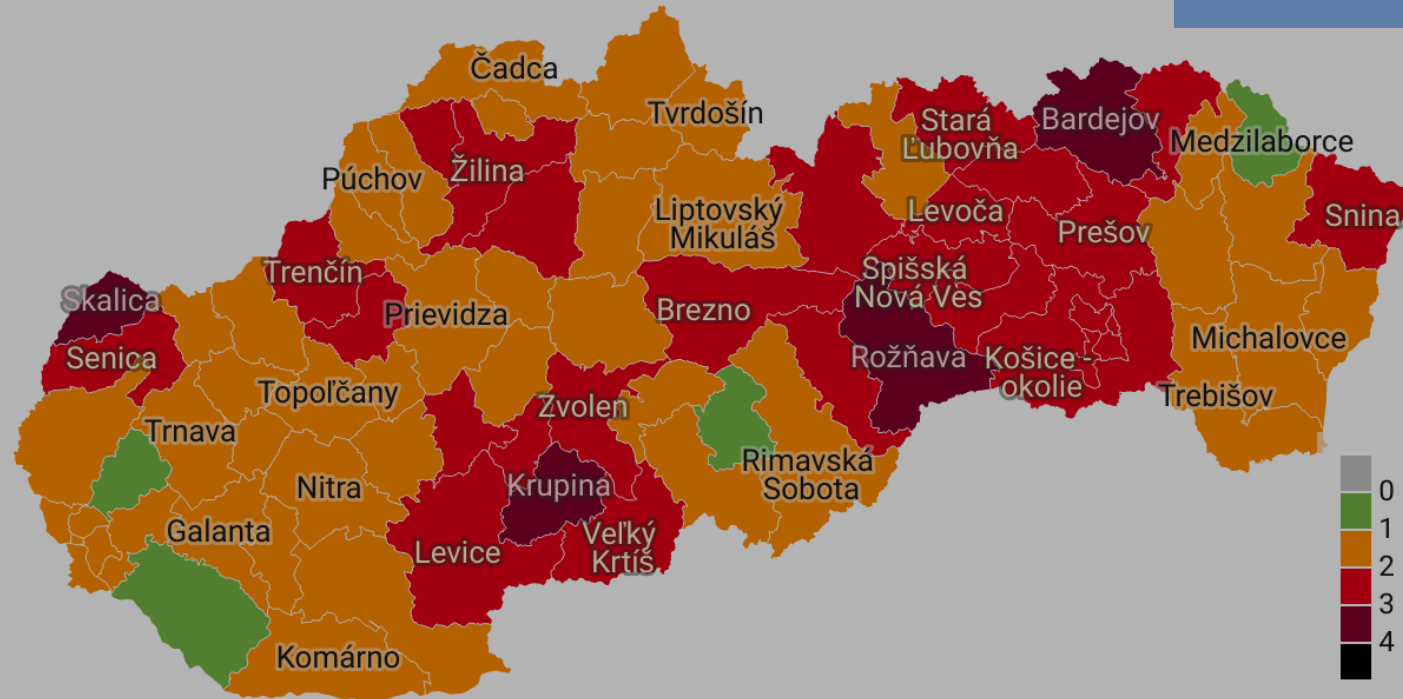 Čadca
Tvrdošín
Stará
Ľubovňa
Bardejov
Medzilaborce
Púchov
Žilina
Liptovský
Mikuláš
Levoča
Prešov
Snina
Trenčín
Skalica
Prievidza
Brezno
Spišská
Nová Ves
Senica
Rožňava
Košice -
okolie
Michalovce
Topoľčany
Zvolen
Trebišov
Trnava
Nitra
Krupina
Rimavská
Sobota
Galanta
Levice
Veľký
Krtíš
Komárno
0
1
2
3
4